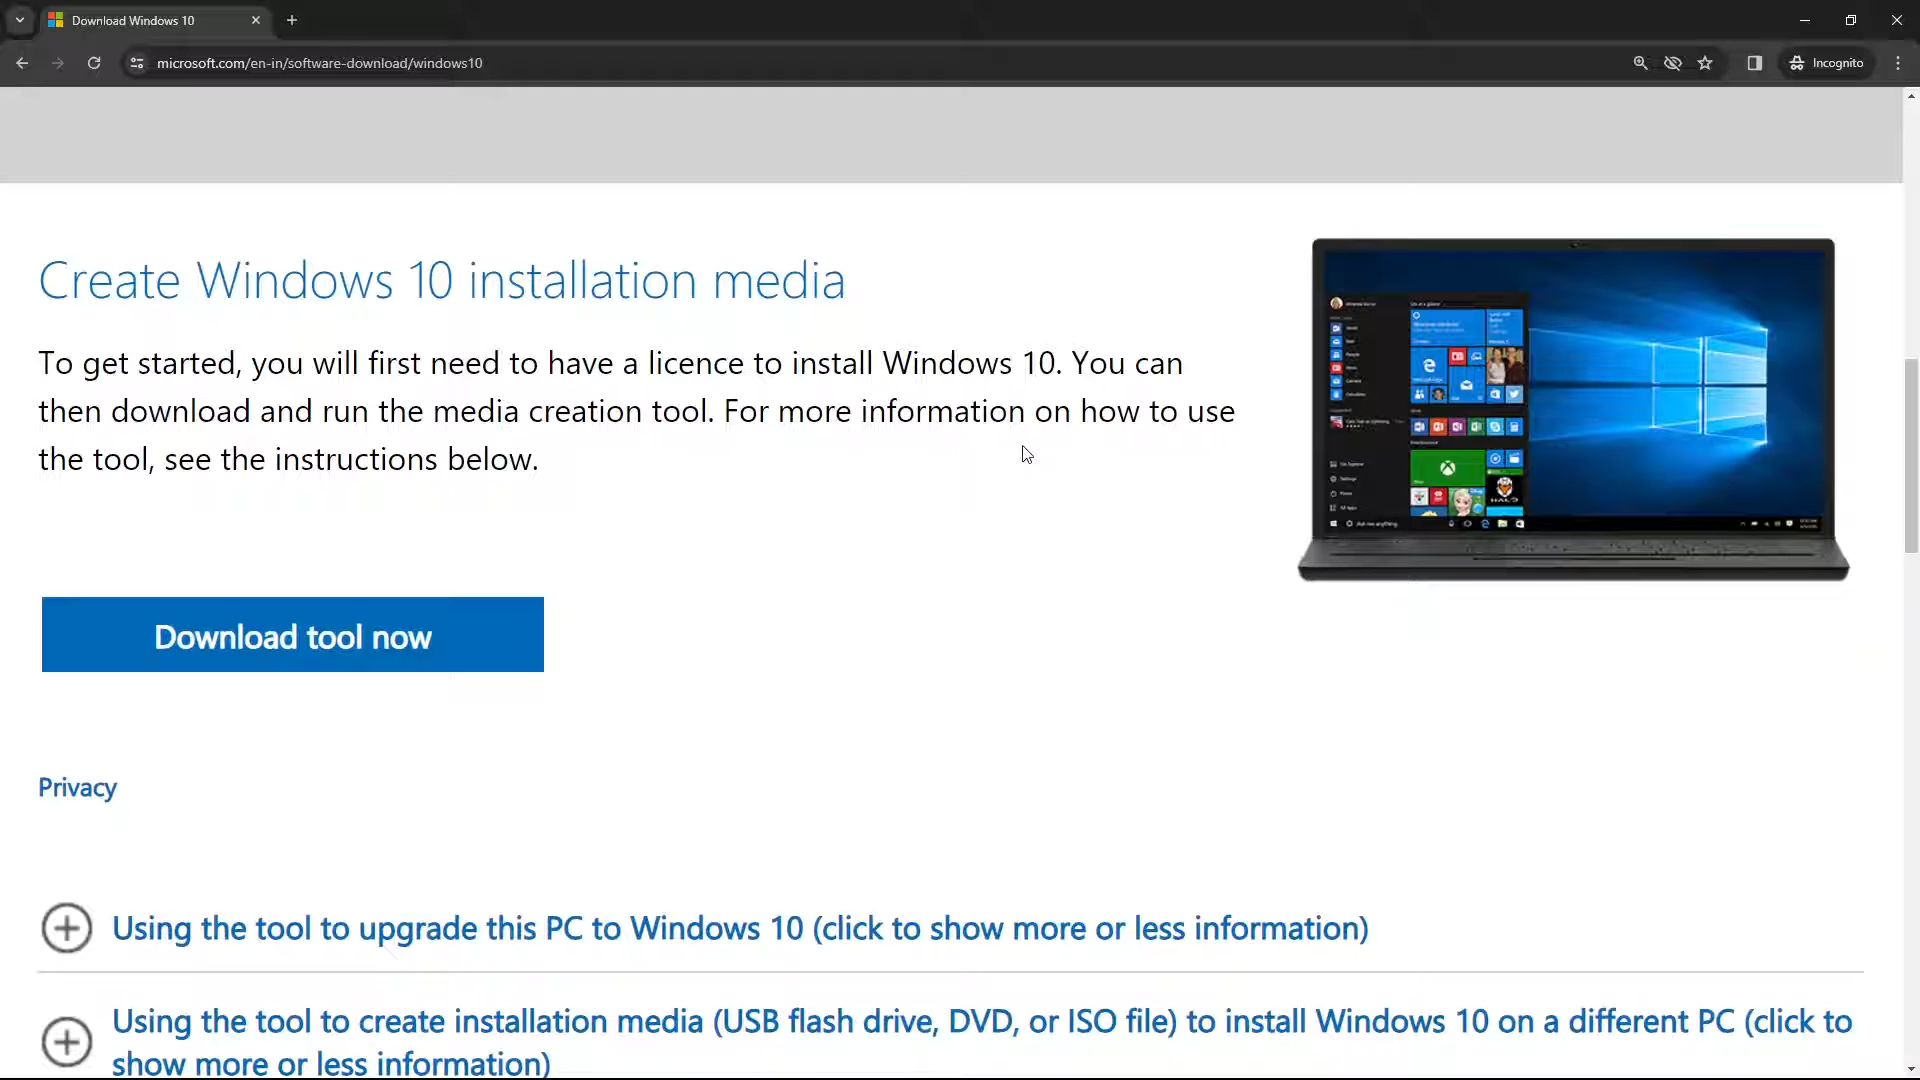 Download Windows 10
microsoft.com/en-in/software-download/windows10
Incognito
Create Windows 10 installation media
To get started, you will first need to have a licence to install Windows 10. You can
then download and run the media creation tool. For more information on how to use
the tool, see the instructions below.
Download tool now
Privacy
Using the tool to upgrade this PC to Windows 10 (click to show more or less information)
Using the tool to create installation media (USB flash drive, DVD, or ISO file) to install Windows 10 on a different PC (click to
show more or less information)